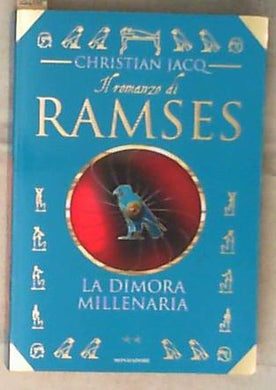 CHRISTIAN JACQ
Il romanzo di
RAMSES
LA DIMORA
MILLENARIA
MONDADORI